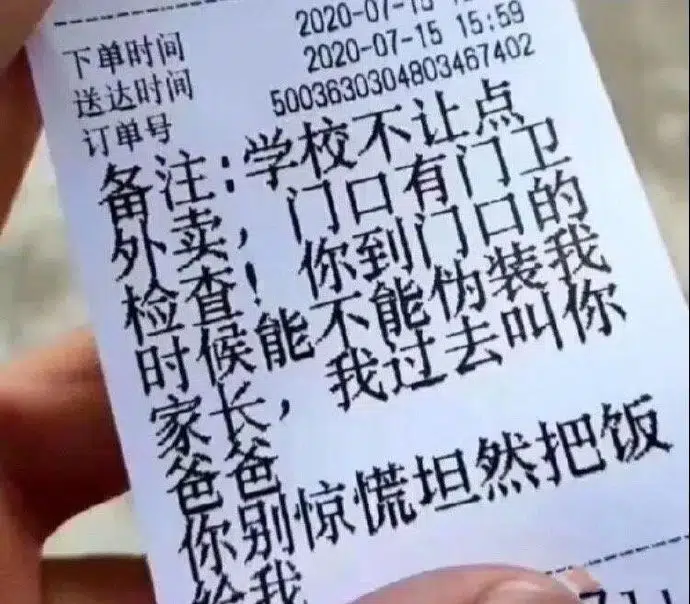 2020-07-15
下单时间 2020-07-15 15:59
送达时间 5003630304803467402
订单号
备注:学校不让点
外卖,门口有门卫
检查!你到门口的
时候能不能伪装我
家长,我过去叫你
爸爸
你别惊慌坦然把饭
给我